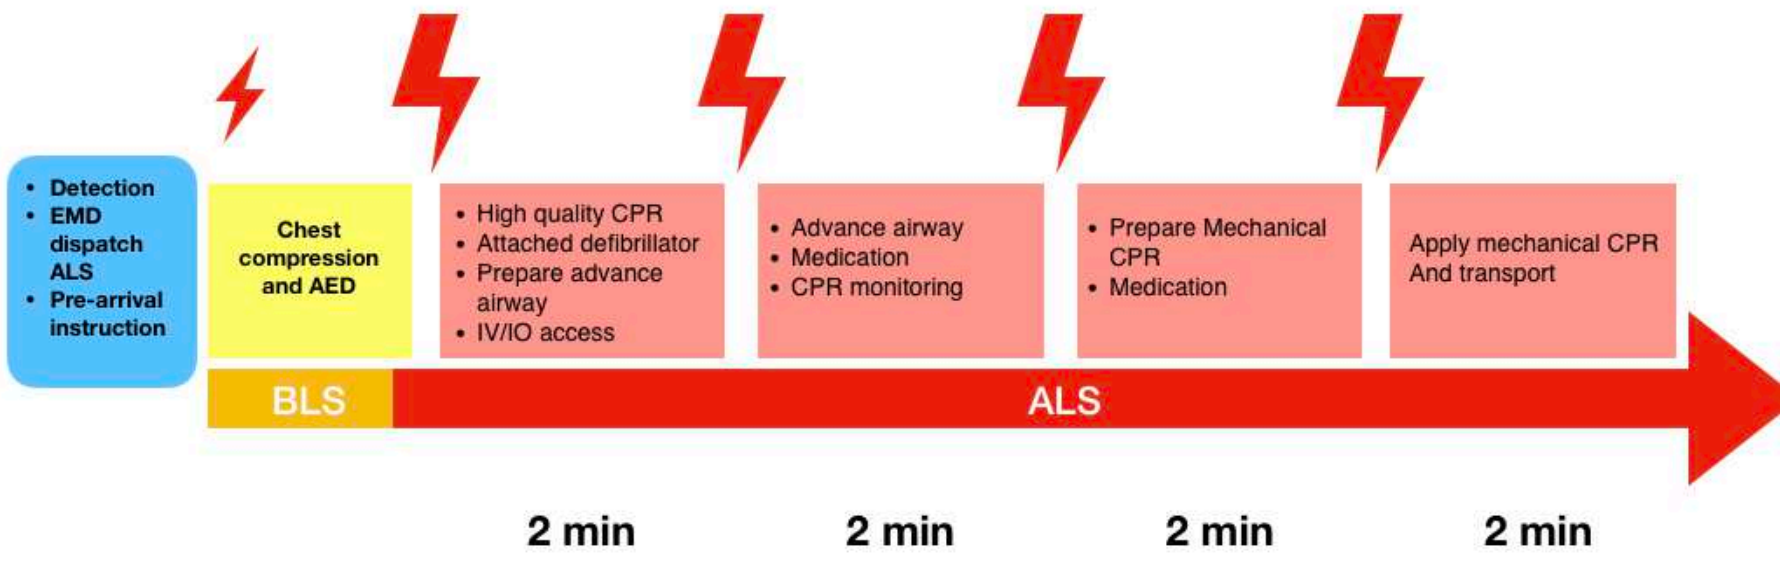 • Detection
• EMD
dispatch
ALS
• Pre-arrival
instruction
Chest
compression
and AED
• High quality CPR
• Attached defibrillator
• Prepare advance
airway
• IV/IO access
• Advance airway
• Medication
• CPR monitoring
• Prepare Mechanical
CPR
• Medication
Apply mechanical CPR
And transport
BLS
ALS
2 min
2 min
2 min
2 min